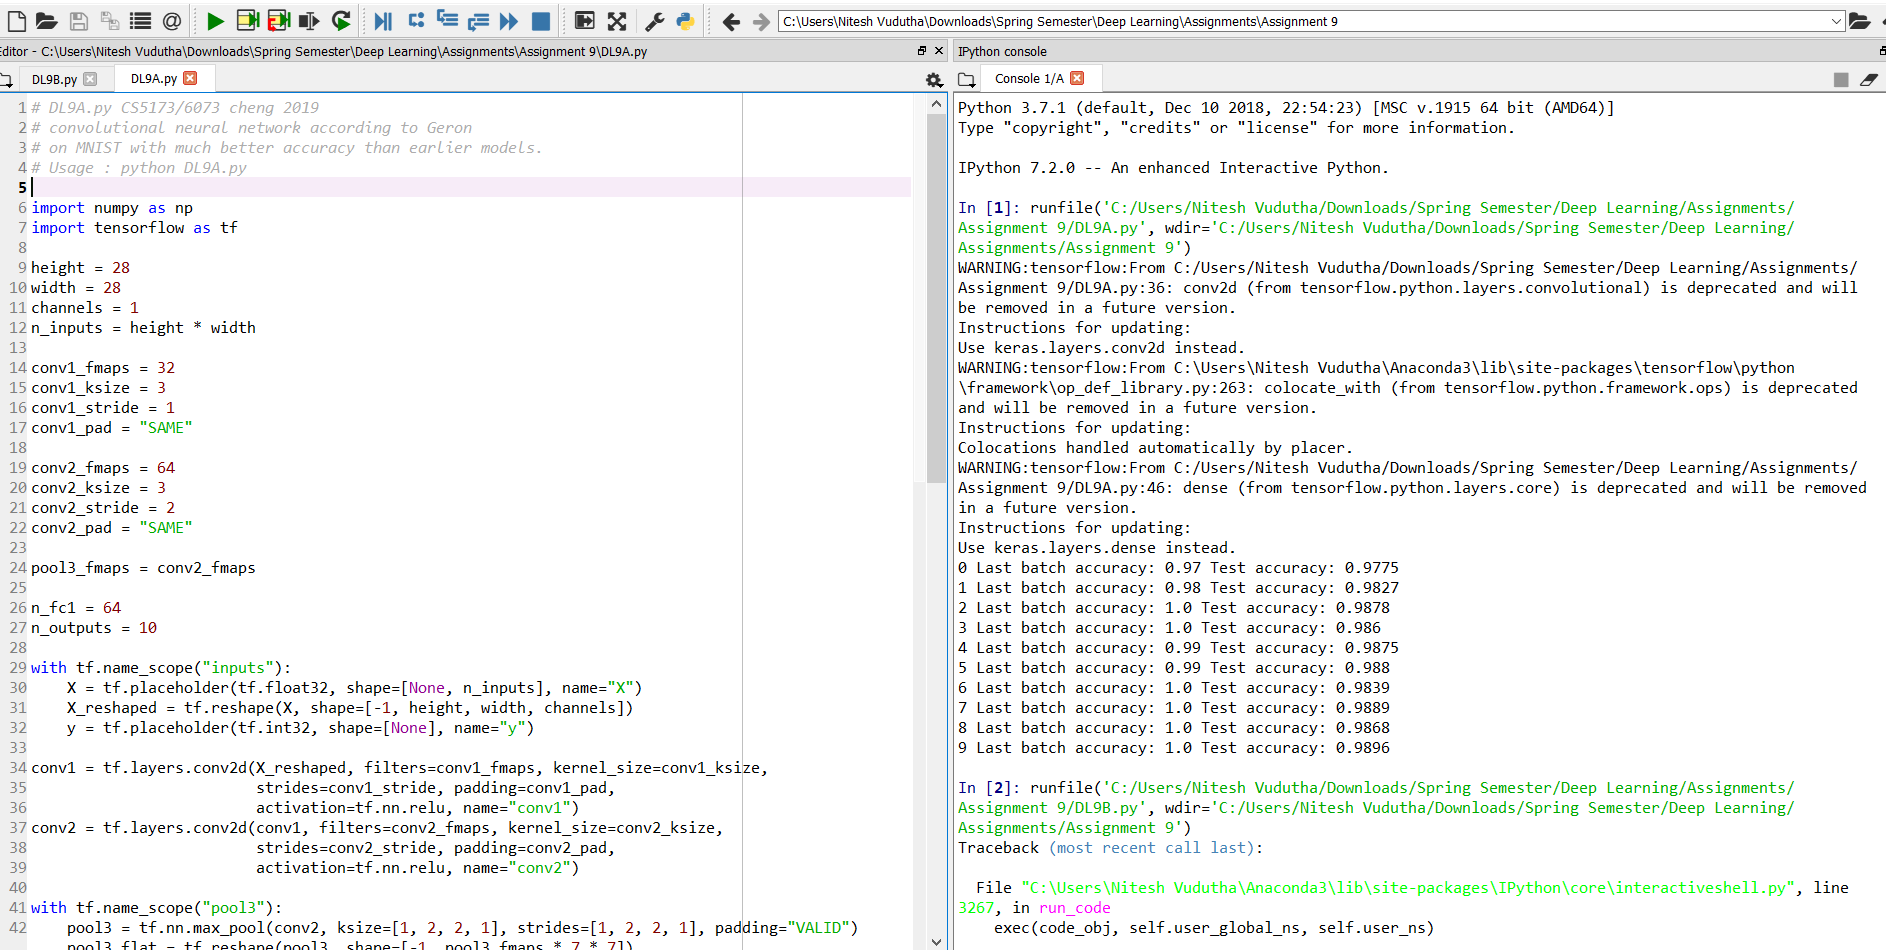 C:\Users\Nitesh Vudutha\Downloads\Spring Semester\Deep Learning\Assignments\Assignment 9
Editor - C:\Users\Nitesh Vudutha\Downloads\Spring Semester\Deep Learning\Assignments\Assignment 9\DL9A.py
DL9B.py
DL9A.py
1 # DL9A.py CS5173/6073 cheng 2019
2 # convolutional neural network according to Geron
3 # on MNIST with much better accuracy than earlier models.
4 # Usage : python DL9A.py
5
6 import numpy as np
7 import tensorflow as tf
8
9 height = 28
10 width = 28
11 channels = 1
12 n_inputs = height * width
13
14 conv1_fmaps = 32
15 conv1_ksize = 3
16 conv1_stride = 1
17 conv1_pad = "SAME"
18
19 conv2_fmaps = 64
20 conv2_ksize = 3
21 conv2_stride = 2
22 conv2_pad = "SAME"
23
24 pool3_fmaps = conv2_fmaps
25
26 n_fc1 = 64
27 n_outputs = 10
28
29 with tf.name_scope("inputs"):
30     X = tf.placeholder(tf.float32, shape=[None, n_inputs], name="X")
31     X_reshaped = tf.reshape(X, shape=[-1, height, width, channels])
32     y = tf.placeholder(tf.int32, shape=[None], name="y")
33
34 conv1 = tf.layers.conv2d(X_reshaped, filters=conv1_fmaps, kernel_size=conv1_ksize,
35                          strides=conv1_stride, padding=conv1_pad,
36                          activation=tf.nn.relu, name="conv1")
37 conv2 = tf.layers.conv2d(conv1, filters=conv2_fmaps, kernel_size=conv2_ksize,
38                          strides=conv2_stride, padding=conv2_pad,
39                          activation=tf.nn.relu, name="conv2")
40
41 with tf.name_scope("pool3"):
42     pool3 = tf.nn.max_pool(conv2, ksize=[1, 2, 2, 1], strides=[1, 2, 2, 1], padding="VALID")
pool3_flat = tf.reshape(pool3, shape=[-1, pool3_fmaps * 7 * 7])
IPython console
Console 1/A
Python 3.7.1 (default, Dec 10 2018, 22:54:23) [MSC v.1915 64 bit (AMD64)]
Type "copyright", "credits" or "license" for more information.
IPython 7.2.0 -- An enhanced Interactive Python.
In [1]: runfile('C:/Users/Nitesh Vudutha/Downloads/Spring Semester/Deep Learning/Assignments/
Assignment 9/DL9A.py', wdir='C:/Users/Nitesh Vudutha/Downloads/Spring Semester/Deep Learning/
Assignments/Assignment 9')
WARNING:tensorflow:From C:/Users/Nitesh Vudutha/Downloads/Spring Semester/Deep Learning/Assignments/
Assignment 9/DL9A.py:36: conv2d (from tensorflow.python.layers.convolutional) is deprecated and will
be removed in a future version.
Instructions for updating:
Use keras.layers.conv2d instead.
WARNING:tensorflow:From C:\Users\Nitesh Vudutha\Anaconda3\lib\site-packages\tensorflow\python
\framework\op_def_library.py:263: colocate_with (from tensorflow.python.framework.ops) is deprecated
and will be removed in a future version.
Instructions for updating:
Colocations handled automatically by placer.
WARNING:tensorflow:From C:/Users/Nitesh Vudutha/Downloads/Spring Semester/Deep Learning/Assignments/
Assignment 9/DL9A.py:46: dense (from tensorflow.python.layers.core) is deprecated and will be removed
in a future version.
Instructions for updating:
Use keras.layers.dense instead.
0 Last batch accuracy: 0.97 Test accuracy: 0.9775
1 Last batch accuracy: 0.98 Test accuracy: 0.9827
2 Last batch accuracy: 1.0 Test accuracy: 0.9878
3 Last batch accuracy: 1.0 Test accuracy: 0.986
4 Last batch accuracy: 0.99 Test accuracy: 0.9875
5 Last batch accuracy: 0.99 Test accuracy: 0.988
6 Last batch accuracy: 1.0 Test accuracy: 0.9839
7 Last batch accuracy: 1.0 Test accuracy: 0.9889
8 Last batch accuracy: 1.0 Test accuracy: 0.9868
9 Last batch accuracy: 1.0 Test accuracy: 0.9896
In [2]: runfile('C:/Users/Nitesh Vudutha/Downloads/Spring Semester/Deep Learning/Assignments/
Assignment 9/DL9B.py', wdir='C:/Users/Nitesh Vudutha/Downloads/Spring Semester/Deep Learning/
Assignments/Assignment 9')
Traceback (most recent call last):
File "C:\Users\Nitesh Vudutha\Anaconda3\lib\site-packages\IPython\core\interactiveshell.py", line
3267, in run_code
exec(code_obj, self.user_global_ns, self.user_ns)